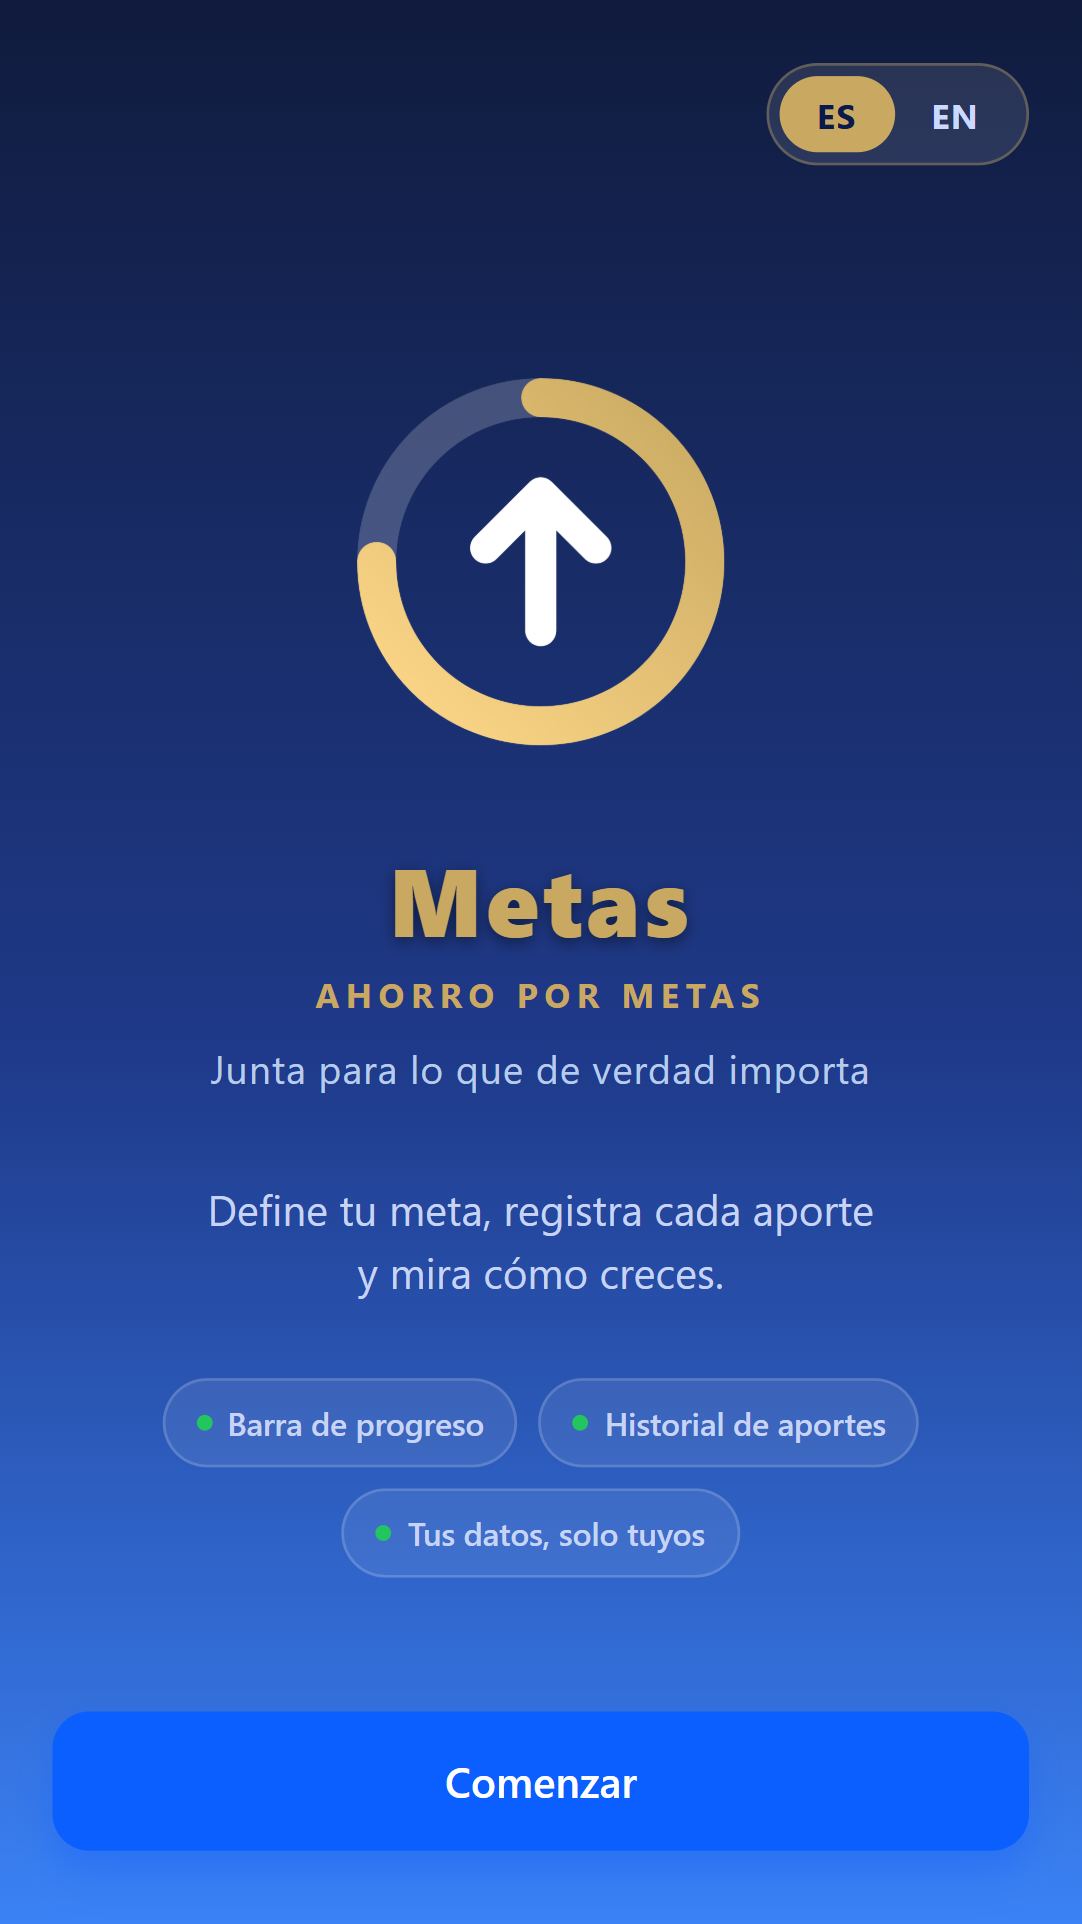 ES
EN
Metas
AHORRO POR METAS
Junta para lo que de verdad importa
Define tu meta, registra cada aporte
y mira cómo creces.
Barra de progreso
Historial de aportes
Tus datos, solo tuyos
Comenzar